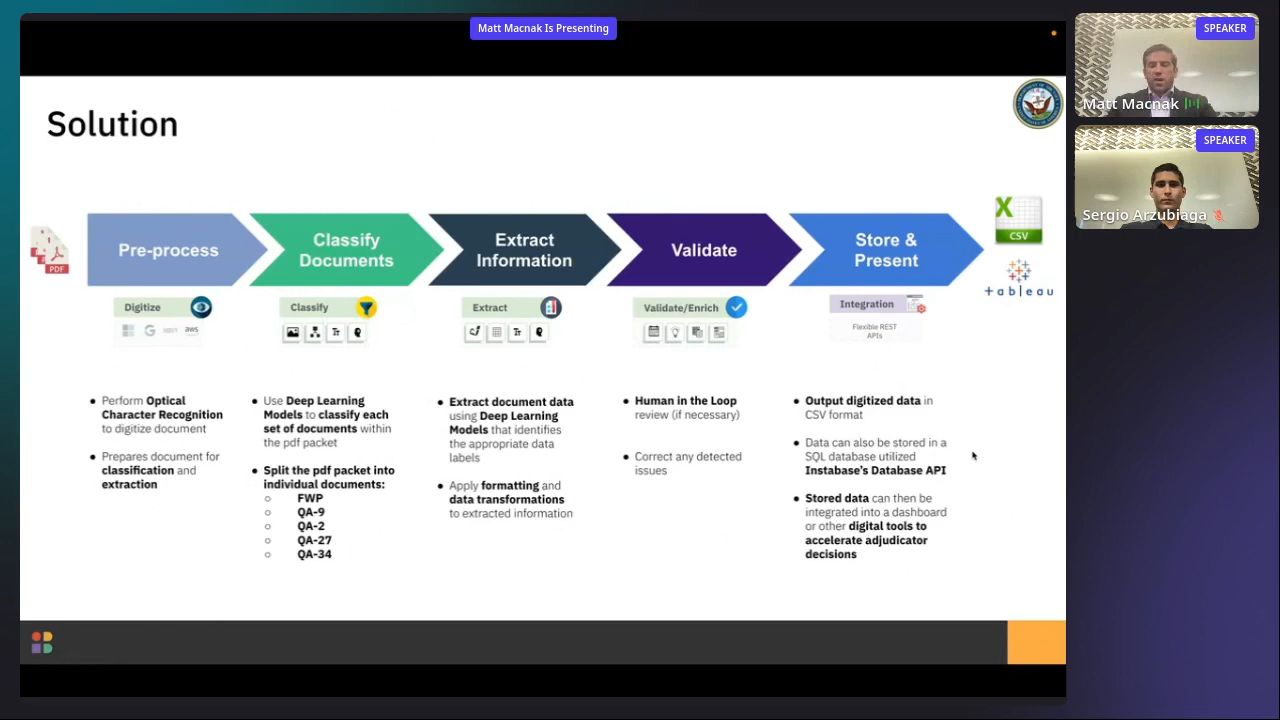 Matt Macnak Is Presenting
SPEAKER
Matt Macnak
SPEAKER
Sergio Arzubiaga
Solution
PDF
Pre-process
Classify
Documents
Extract
Information
Validate
Store &
Present
X
CSV
+ab|eau
Digitize
G
aws
Classify
Tr
Extract
Tr
Validate/Enrich
Integration
Flexible REST
APIs
● Perform Optical
Character Recognition
to digitize document
● Prepares document for
classification and
extraction
● Use Deep Learning
Models to classify each
set of documents within
the pdf packet
● Split the pdf packet into
individual documents:
○ FWP
○ QA-9
○ QA-2
○ QA-27
○ QA-34
● Extract document data
using Deep Learning
Models that identifies
the appropriate data
labels
● Apply formatting and
data transformations
to extracted information
● Human in the Loop
review (if necessary)
● Correct any detected
issues
● Output digitized data in
CSV format
● Data can also be stored in a
SQL database utilized
Instabase's Database API
● Stored data can then be
integrated into a dashboard
or other digital tools to
accelerate adjudicator
decisions